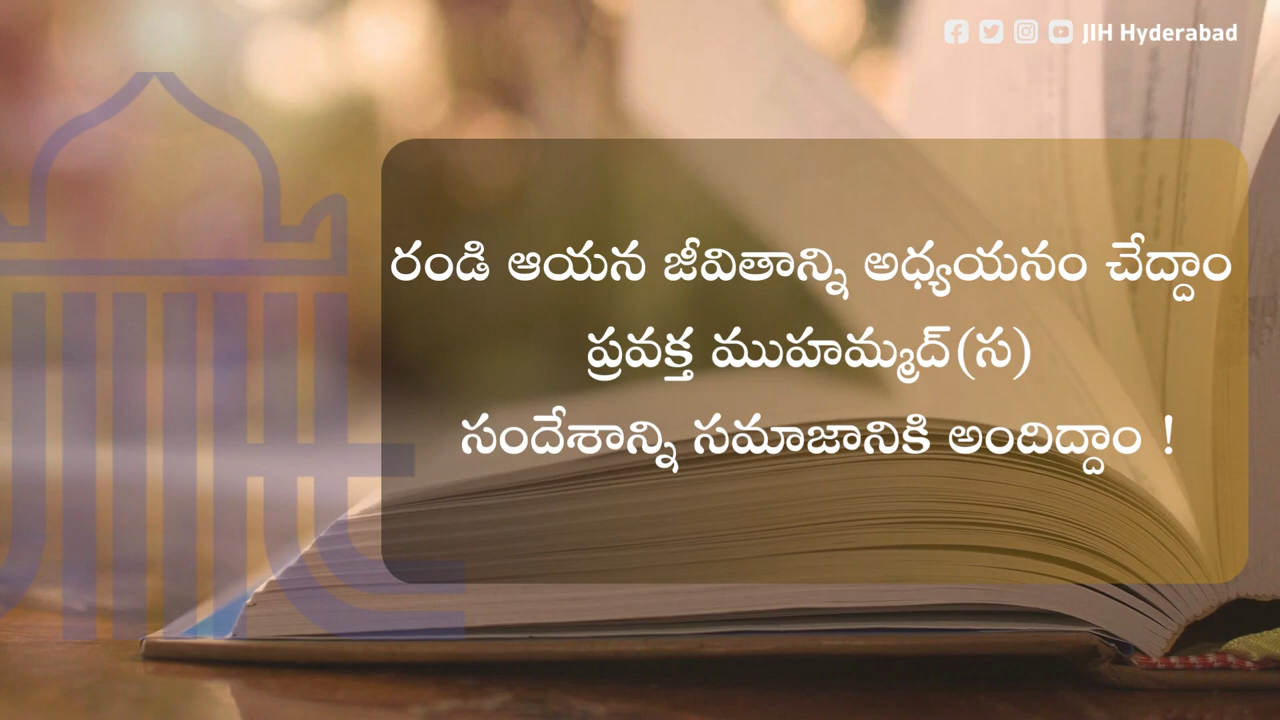 JIH Hyderabad
రండి ఆయన జీవితాన్ని అధ్యయనం చేద్దాం
ప్రవక్త ముహమ్మద్(స)
సందేశాన్ని సమాజానికి అందిద్దాం !